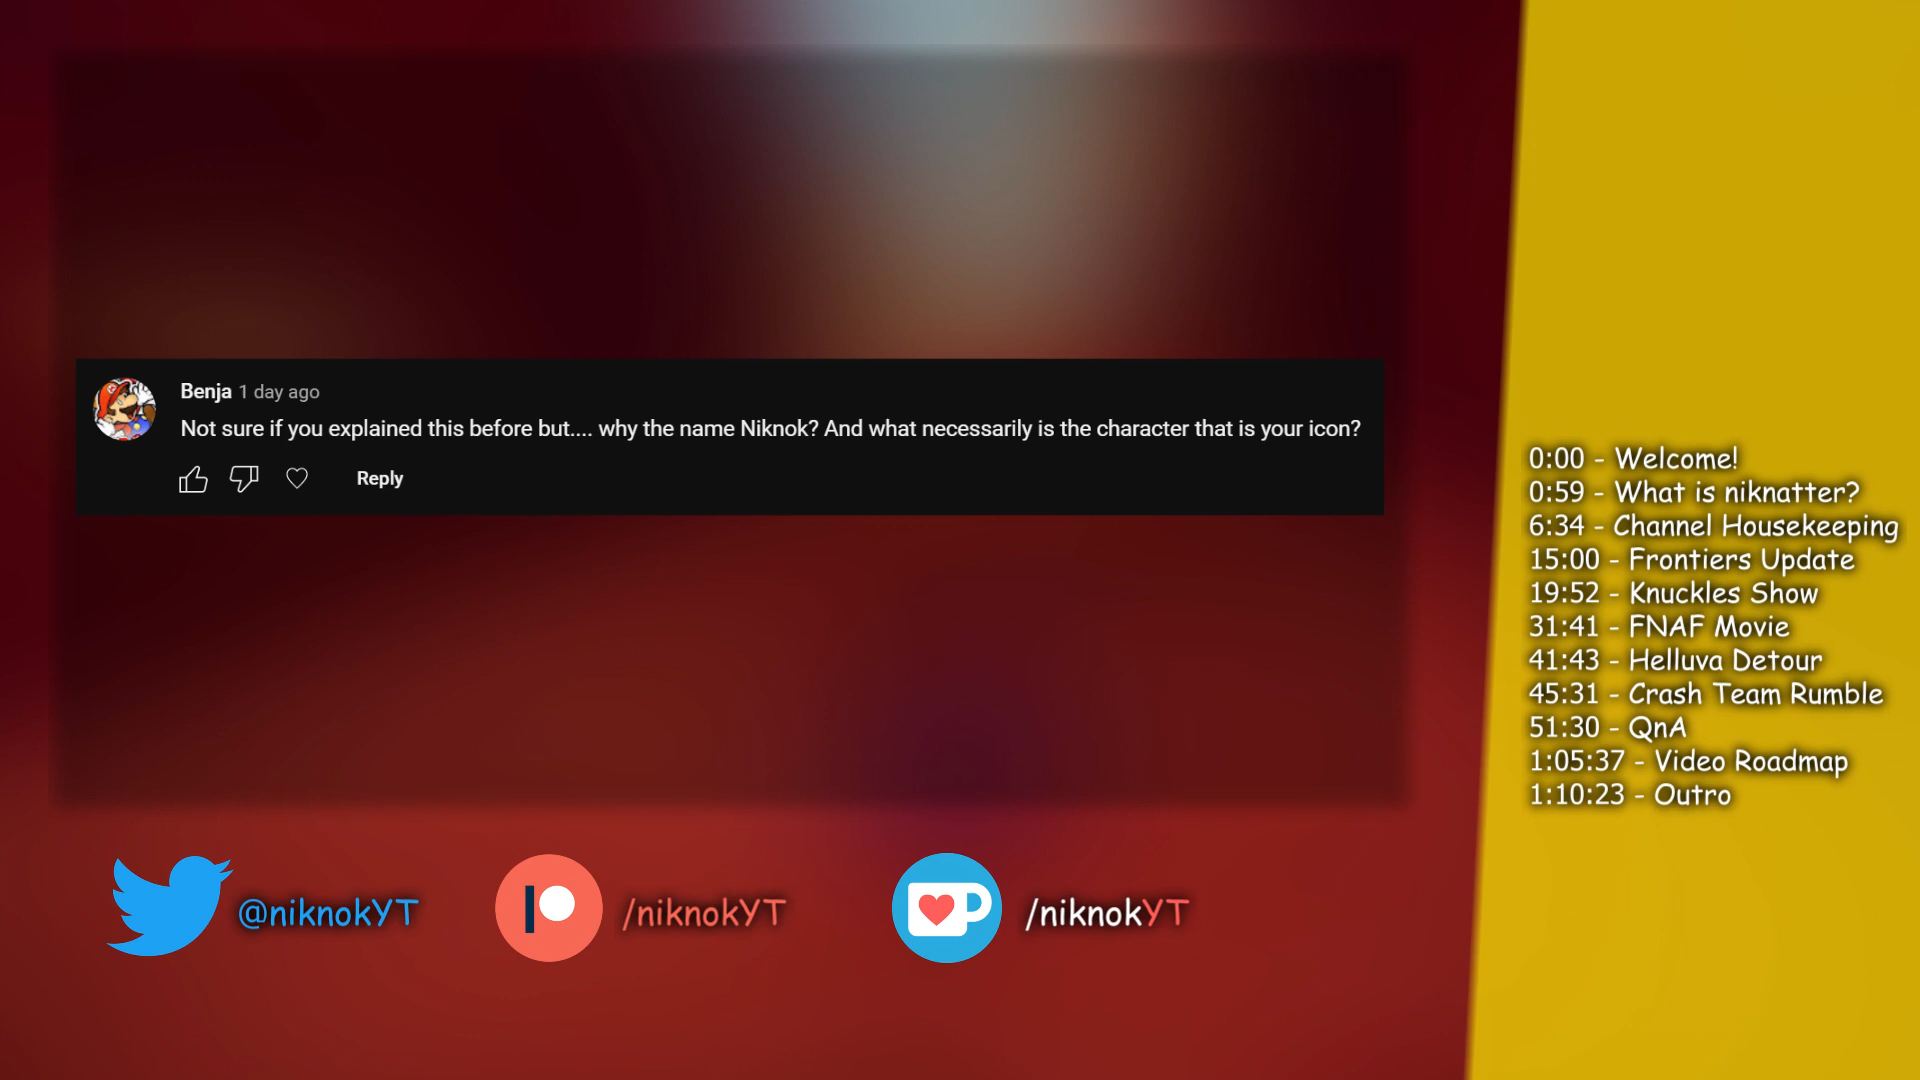 Benja 1 day ago
Not sure if you explained this before but.... why the name Niknok? And what necessarily is the character that is your icon?
Reply
0:00 - Welcome!
0:59 - What is niknatter?
6:34 - Channel Housekeeping
15:00 - Frontiers Update
19:52 - Knuckles Show
31:41 - FNAF Movie
41:43 - Helluva Detour
45:31 - Crash Team Rumble
51:30 - QnA
1:05:37 - Video Roadmap
1:10:23 - Outro
@niknokYT
/niknokYT
/niknokYT